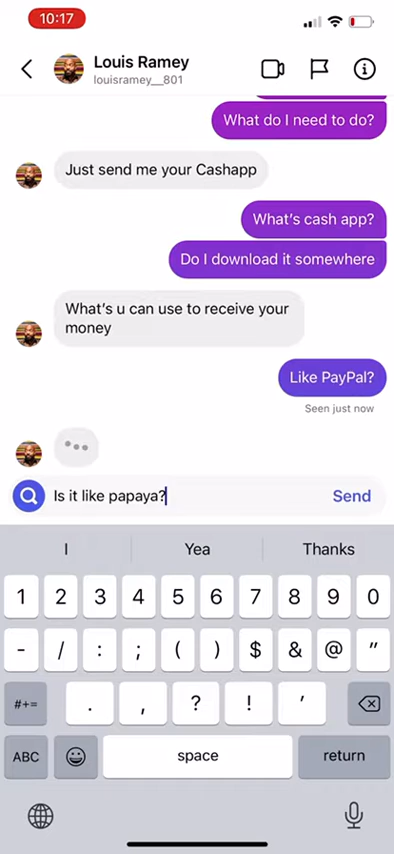 10:17
Louis Ramey
louisramey__801
What do I need to do?
Just send me your Cashapp
What's cash app?
Do I download it somewhere
What's u can use to receive your
money
Like PayPal?
Seen just now
Is it like papaya?
Send
I Yea Thanks
1 2 3 4 5 6 7 8 9 0
- / : ; ( ) $ & @ "
#+= . , ? ! '
ABC space return